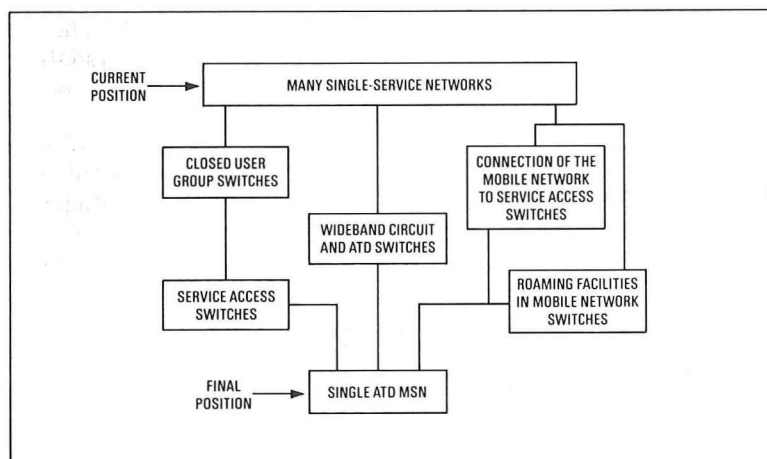 CURRENT
POSITION
MANY SINGLE-SERVICE NETWORKS
CLOSED USER
GROUP SWITCHES
CONNECTION OF THE
MOBILE NETWORK
TO SERVICE ACCESS
SWITCHES
WIDEBAND CIRCUIT
AND ATD SWITCHES
SERVICE ACCESS
SWITCHES
ROAMING FACILITIES
IN MOBILE NETWORK
SWITCHES
FINAL
POSITION
SINGLE ATD MSN